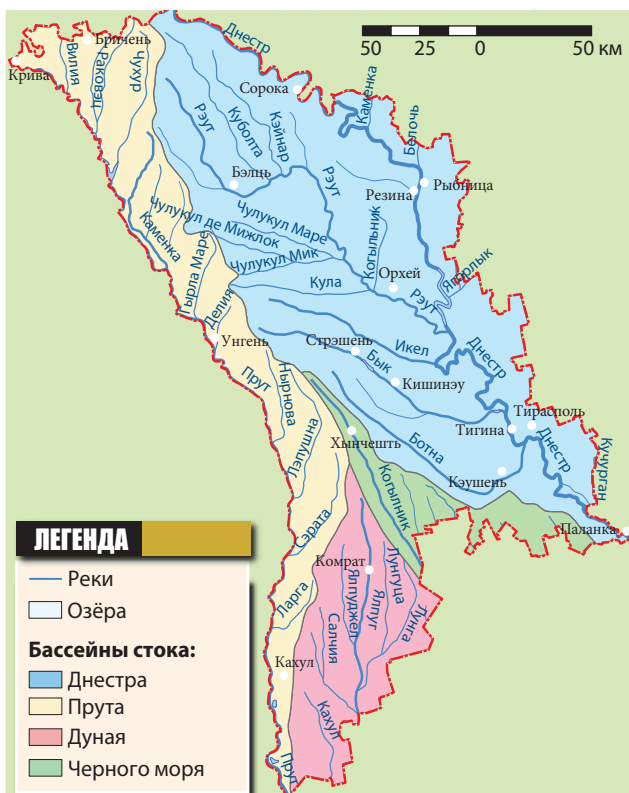 50 25 0 50 км
Днестр
Бричень
Крива
Вилия
Раковэц
Чухур
Сорока
Каменка
Белочь
Рэут
Куболта
Кэйнар
Бэлць
Рэут
Резина
Рыбница
Чулукул Маре
Чулукул де Мижлок
Чулукул Мик
Когыльник
Каменка
Гырла Маре
Кула
Орхей
Ягорлык
Рэут
Делия
Унгень
Стрэшень
Икел
Бык
Днестр
Кишинэу
Прут
Нырнова
Тирасполь
Тигина
Хынчешть
Ботна
Днестр
Кучурган
Лэпушна
Кэушень
Когылник
Паланка
Сэрата
Комрат
Лунгуца
Ялпуджел
Ялпуг
Лунга
Ларга
Салчия
Кахул
Кахул
Прут
ЛЕГЕНДА
Реки
Озёра
Бассейны стока:
Днестра
Прута
Дуная
Черного моря